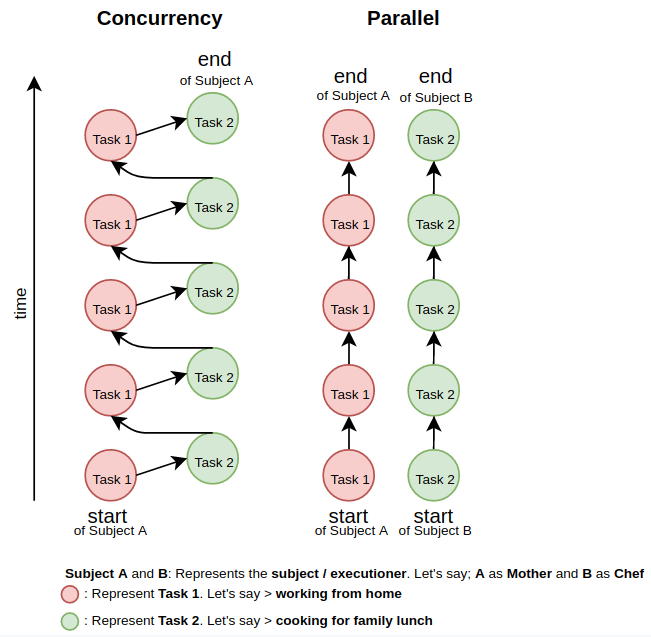 Concurrency
Parallel
end
of Subject A
end
of Subject A
end
of Subject B
time
Task 1
Task 2
Task 1
Task 2
Task 1
Task 2
Task 1
Task 2
Task 1
Task 2
Task 1
Task 2
Task 1
Task 2
Task 1
Task 2
Task 1
Task 2
Task 1
Task 2
start
of Subject A
start
of Subject A
start
of Subject B
Subject A and B: Represents the subject / executioner. Let's say; A as Mother and B as Chef
: Represent Task 1. Let's say > working from home
: Represent Task 2. Let's say > cooking for family lunch